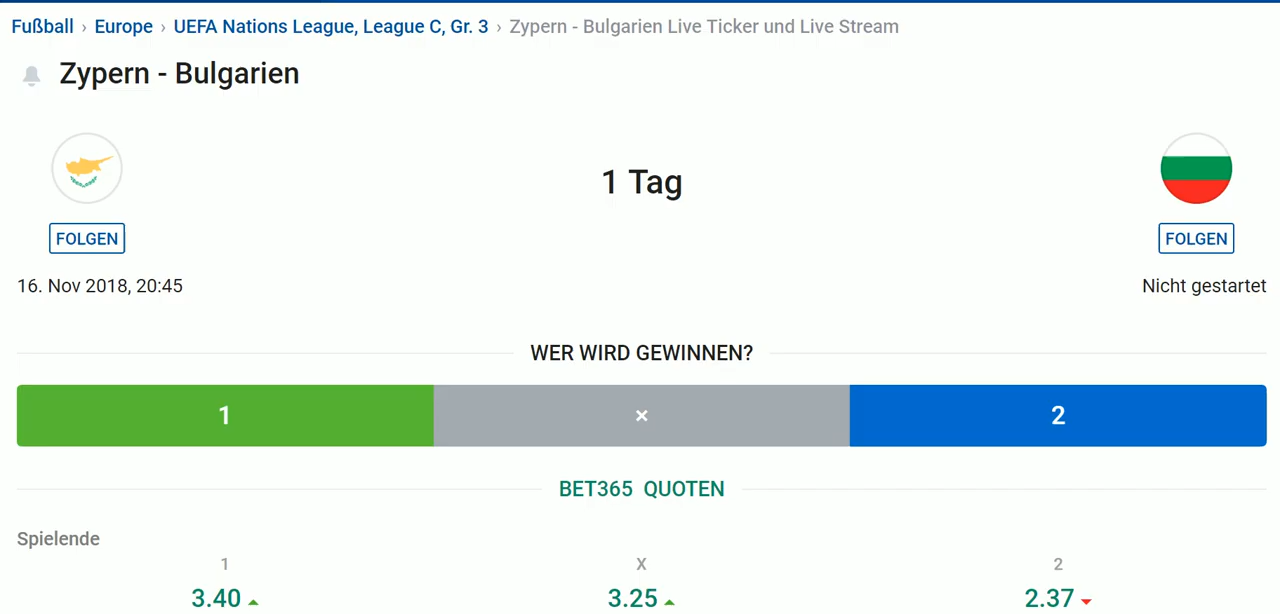 Fußball › Europe › UEFA Nations League, League C, Gr. 3 › Zypern - Bulgarien Live Ticker und Live Stream
Zypern - Bulgarien
1 Tag
FOLGEN FOLGEN
16. Nov 2018, 20:45 Nicht gestartet
WER WIRD GEWINNEN?
1 × 2
BET365 QUOTEN
Spielende
1 X 2
3.40 3.25 2.37